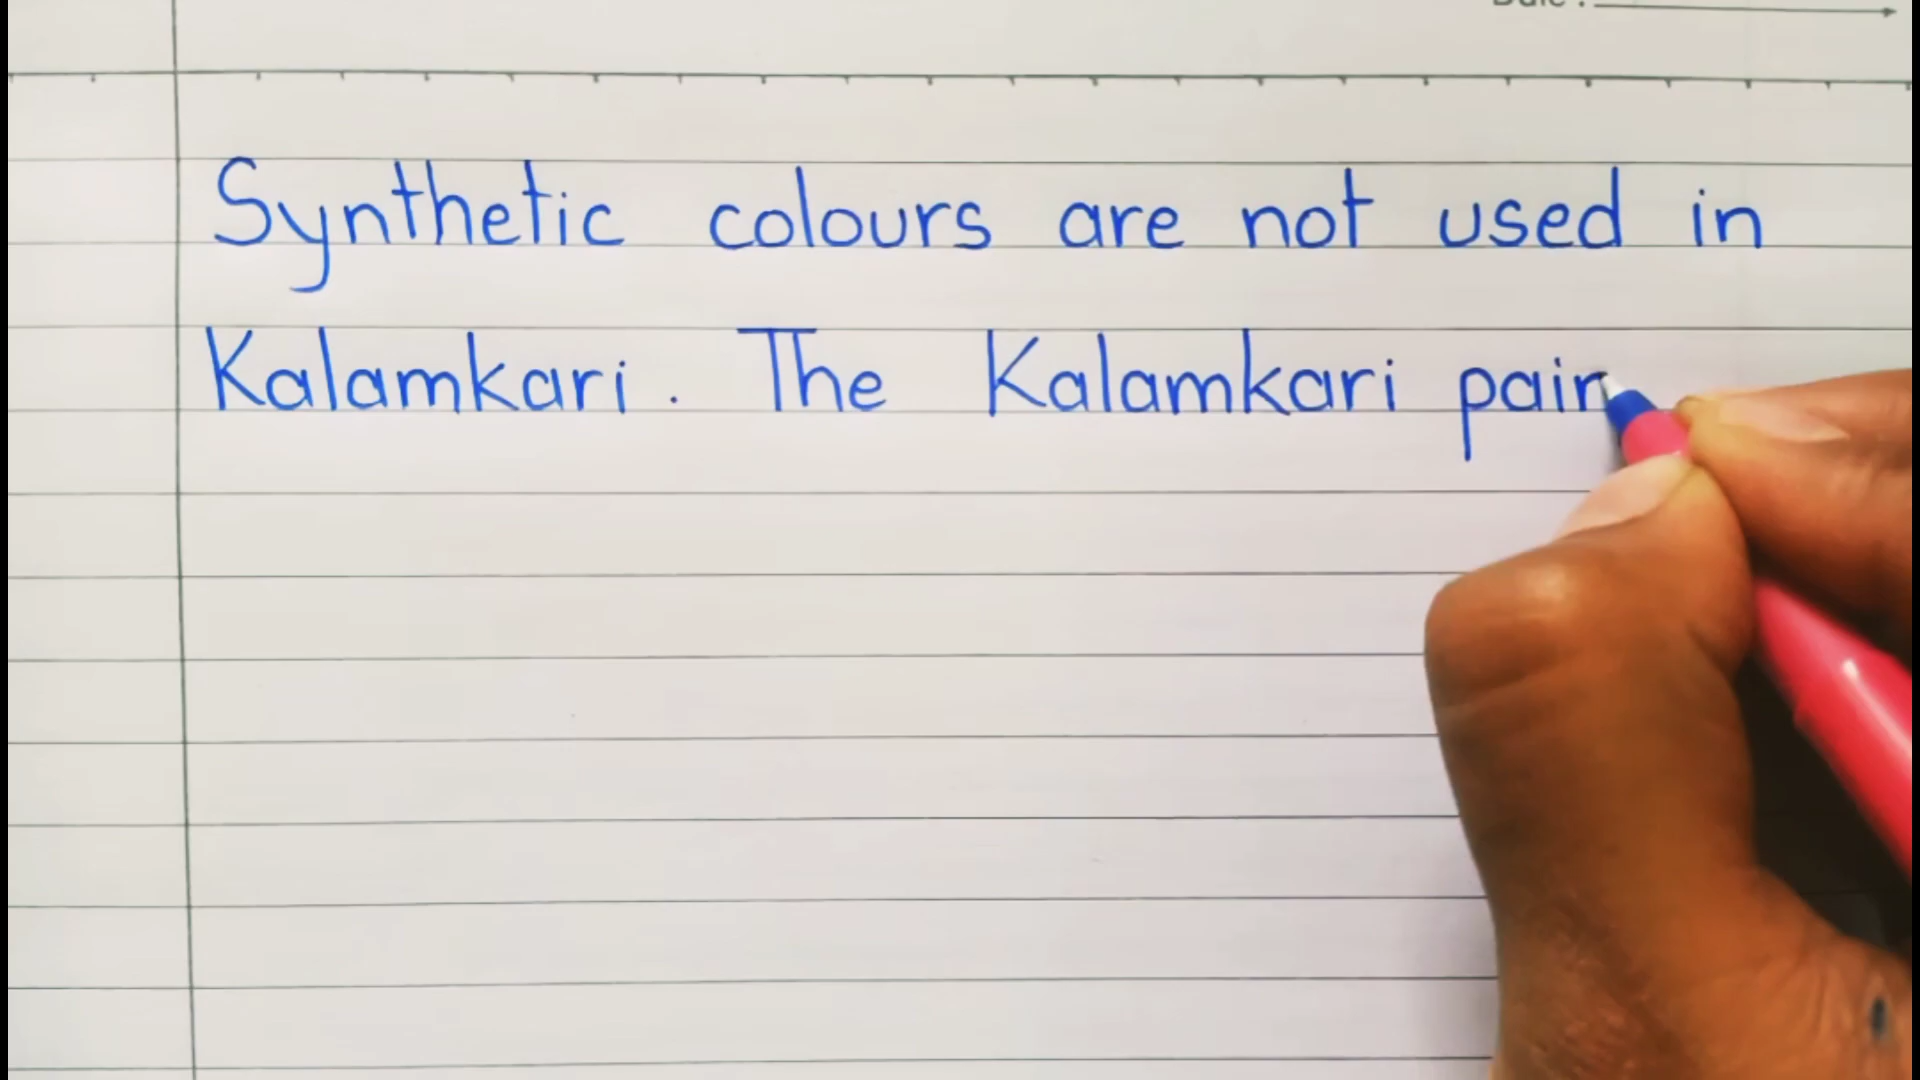 Synthetic colours are not used in
Kalamkari. The Kalamkari pain